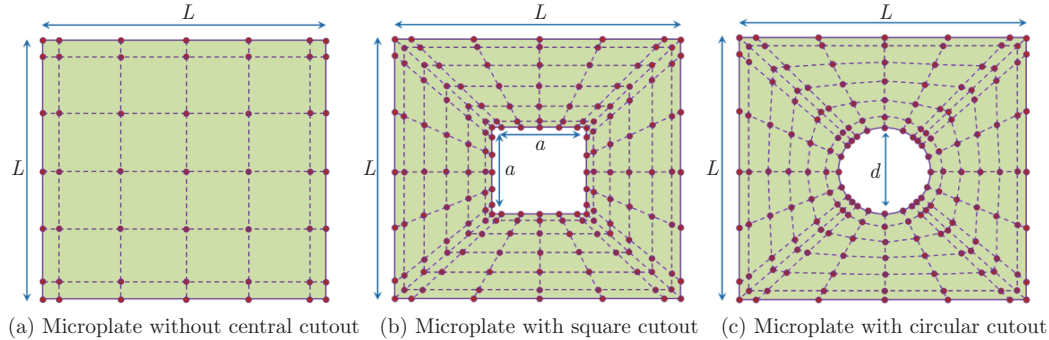 L
L
L
L
a
a
L
L
d
(a) Microplate without central cutout
(b) Microplate with square cutout
(c) Microplate with circular cutout